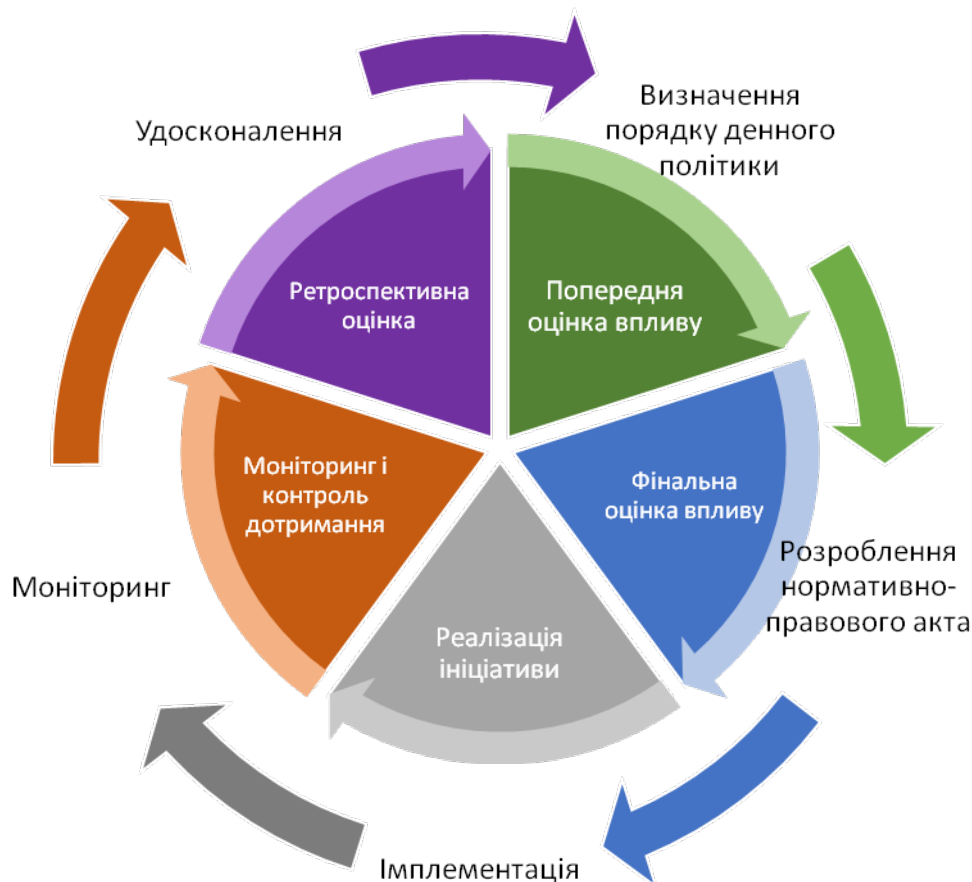 Удосконалення
Визначення
порядку денного
політики
Ретроспективна
оцінка
Попередня
оцінка впливу
Моніторинг і
контроль
дотримання
Фінальна
оцінка впливу
Моніторинг
Розроблення
нормативно-
правового акта
Реалізація
ініціативи
Імплементація